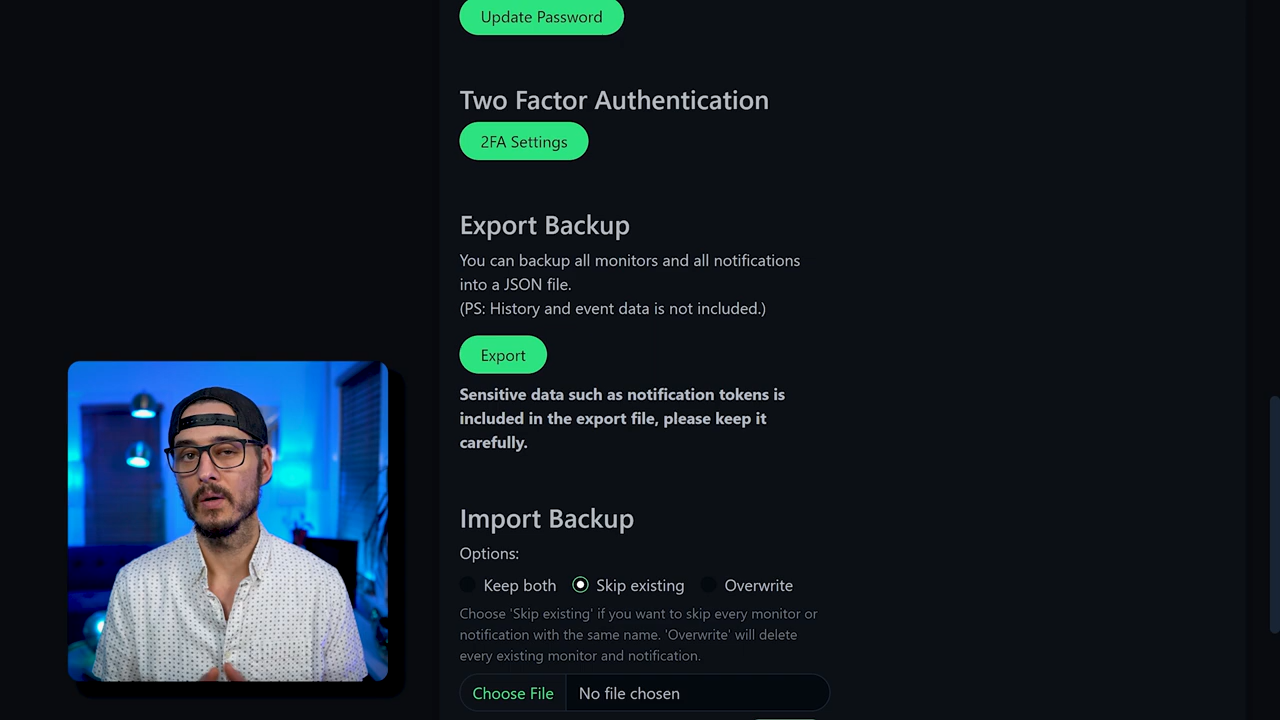 Update Password
Two Factor Authentication
2FA Settings
Export Backup
You can backup all monitors and all notifications
into a JSON file.
(PS: History and event data is not included.)
Export
Sensitive data such as notification tokens is
included in the export file, please keep it
carefully.
Import Backup
Options:
Keep both Skip existing Overwrite
Choose 'Skip existing' if you want to skip every monitor or
notification with the same name. 'Overwrite' will delete
every existing monitor and notification.
Choose File No file chosen